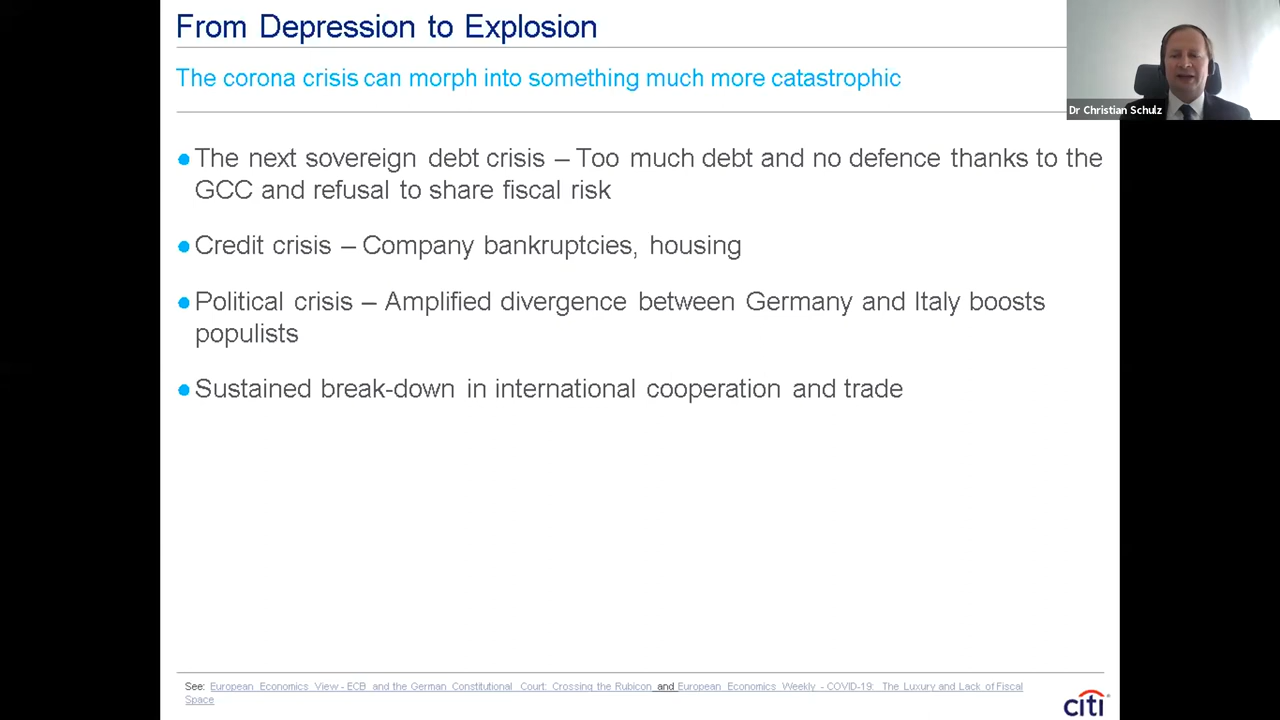 From Depression to Explosion
The corona crisis can morph into something much more catastrophic
Dr Christian Schulz
●The next sovereign debt crisis – Too much debt and no defence thanks to the
GCC and refusal to share fiscal risk
●Credit crisis – Company bankruptcies, housing
●Political crisis – Amplified divergence between Germany and Italy boosts
populists
●Sustained break-down in international cooperation and trade
See: European Economics View - ECB and the German Constitutional Court: Crossing the Rubicon and European Economics Weekly - COVID-19: The Luxury and Lack of Fiscal
Space
citi